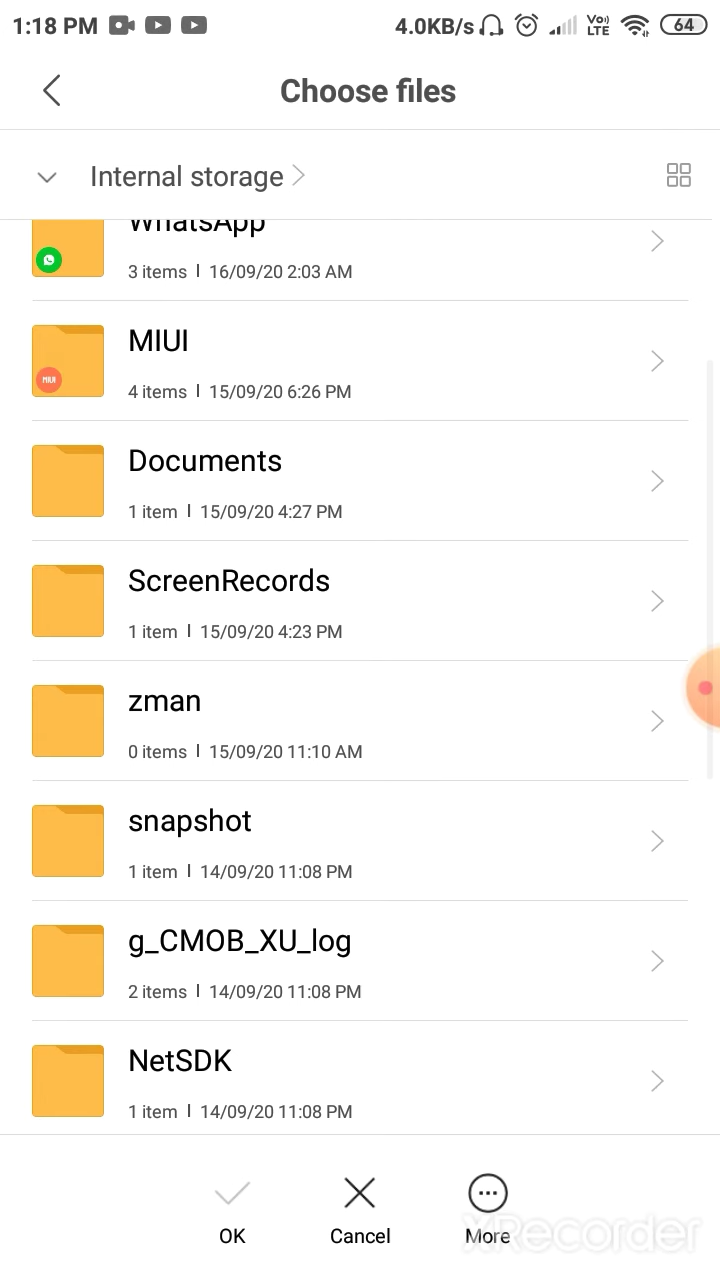 1:18 PM 4.0KB/s Vo) LTE 64
Choose files
Internal storage
WhatsApp
3 items | 16/09/20 2:03 AM
MIUI
MIUI
4 items | 15/09/20 6:26 PM
Documents
1 item | 15/09/20 4:27 PM
ScreenRecords
1 item | 15/09/20 4:23 PM
zman
0 items | 15/09/20 11:10 AM
snapshot
1 item | 14/09/20 11:08 PM
g_CMOB_XU_log
2 items | 14/09/20 11:08 PM
NetSDK
1 item | 14/09/20 11:08 PM
OK Cancel More
XRecorder